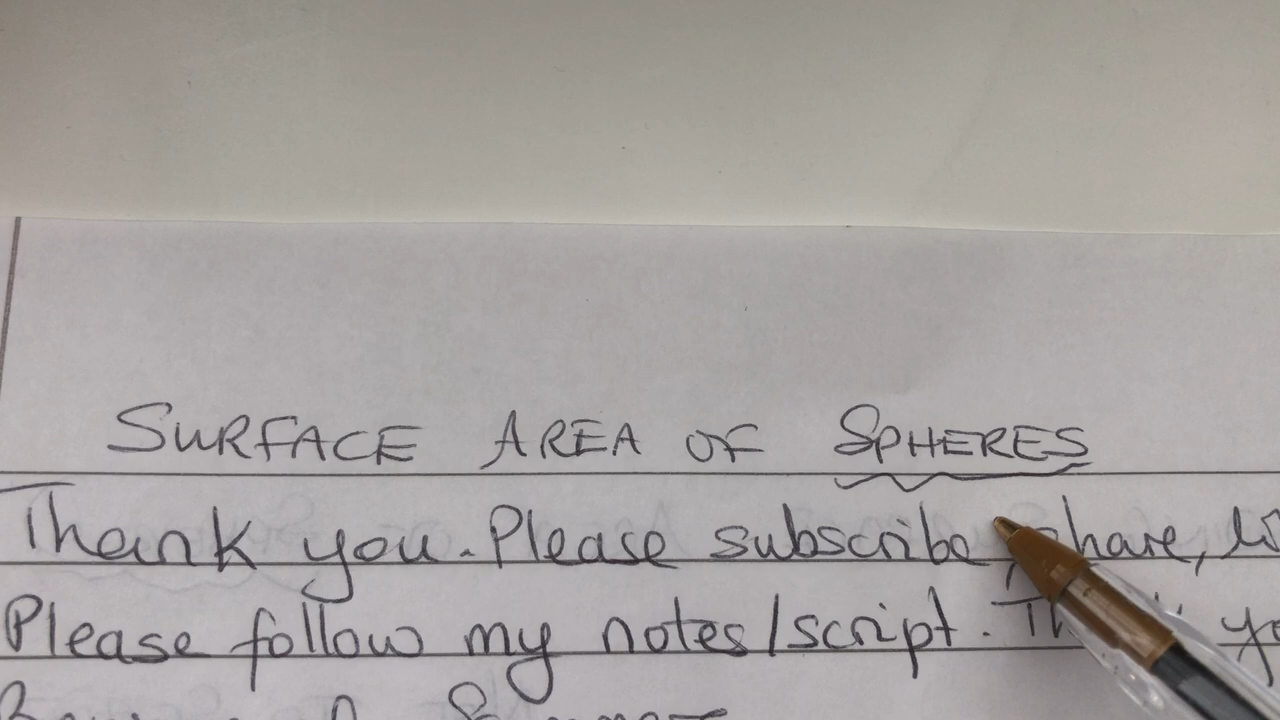 SURFACE AREA OF SPHERES
Thank you. Please subscribe, share,
Please follow my notes/script.